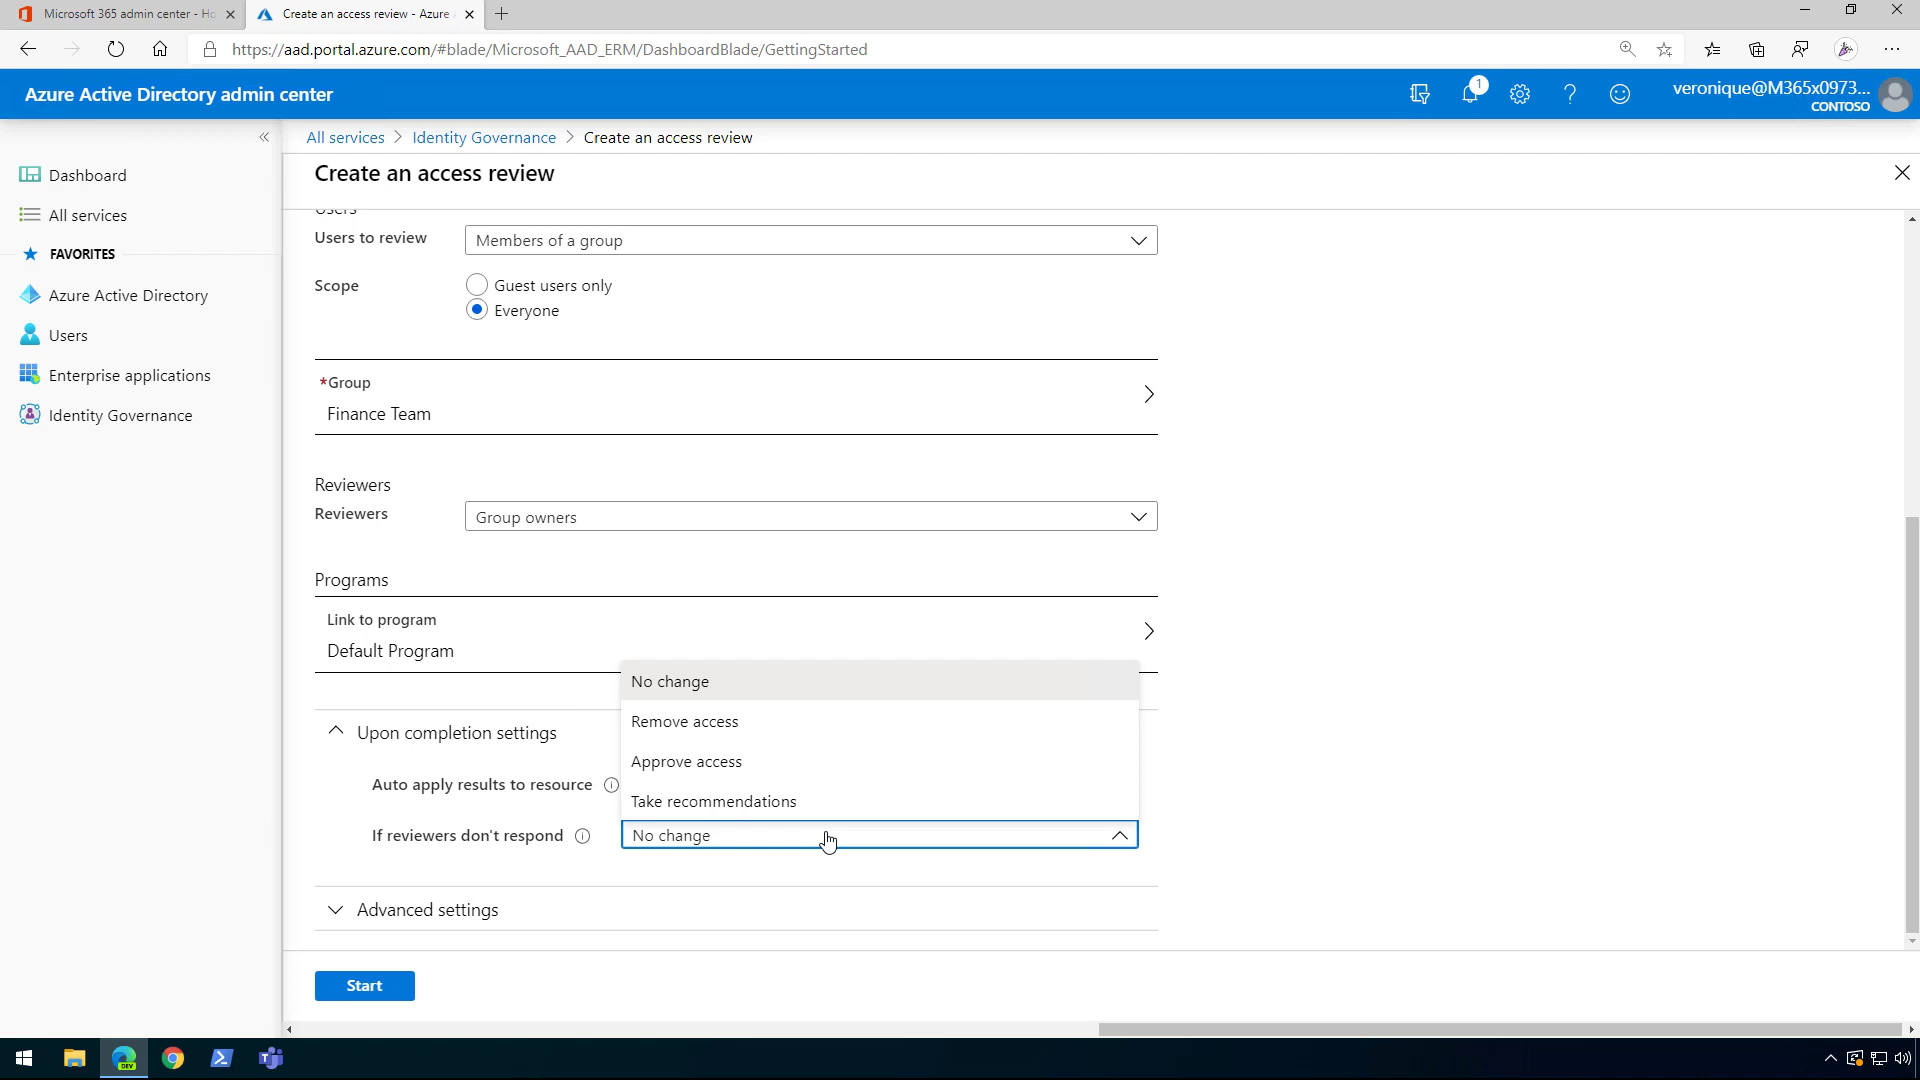 Microsoft 365 admin center - Ho
Create an access review - Azure
https://aad.portal.azure.com/#blade/Microsoft_AAD_ERM/DashboardBlade/GettingStarted
Azure Active Directory admin center
1
veronique@M365x0973...
CONTOSO
All services > Identity Governance > Create an access review
Create an access review
Dashboard
All services
FAVORITES
Azure Active Directory
Users
Enterprise applications
Identity Governance
Users
Users to review
Members of a group
Scope
Guest users only
Everyone
*Group
Finance Team
Reviewers
Reviewers
Group owners
Programs
Link to program
Default Program
Upon completion settings
Auto apply results to resource
No change
Remove access
Approve access
Take recommendations
If reviewers don't respond
No change
Advanced settings
Start
DEV